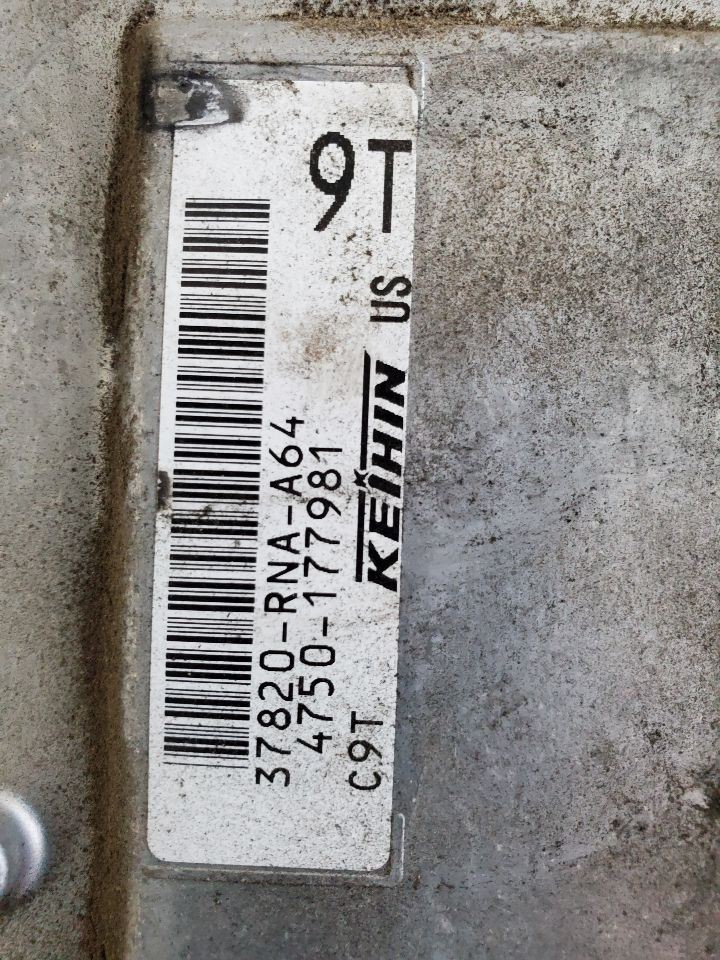 37820-RNA-A64
4750-177981
C9T
KEIHIN
US
9T